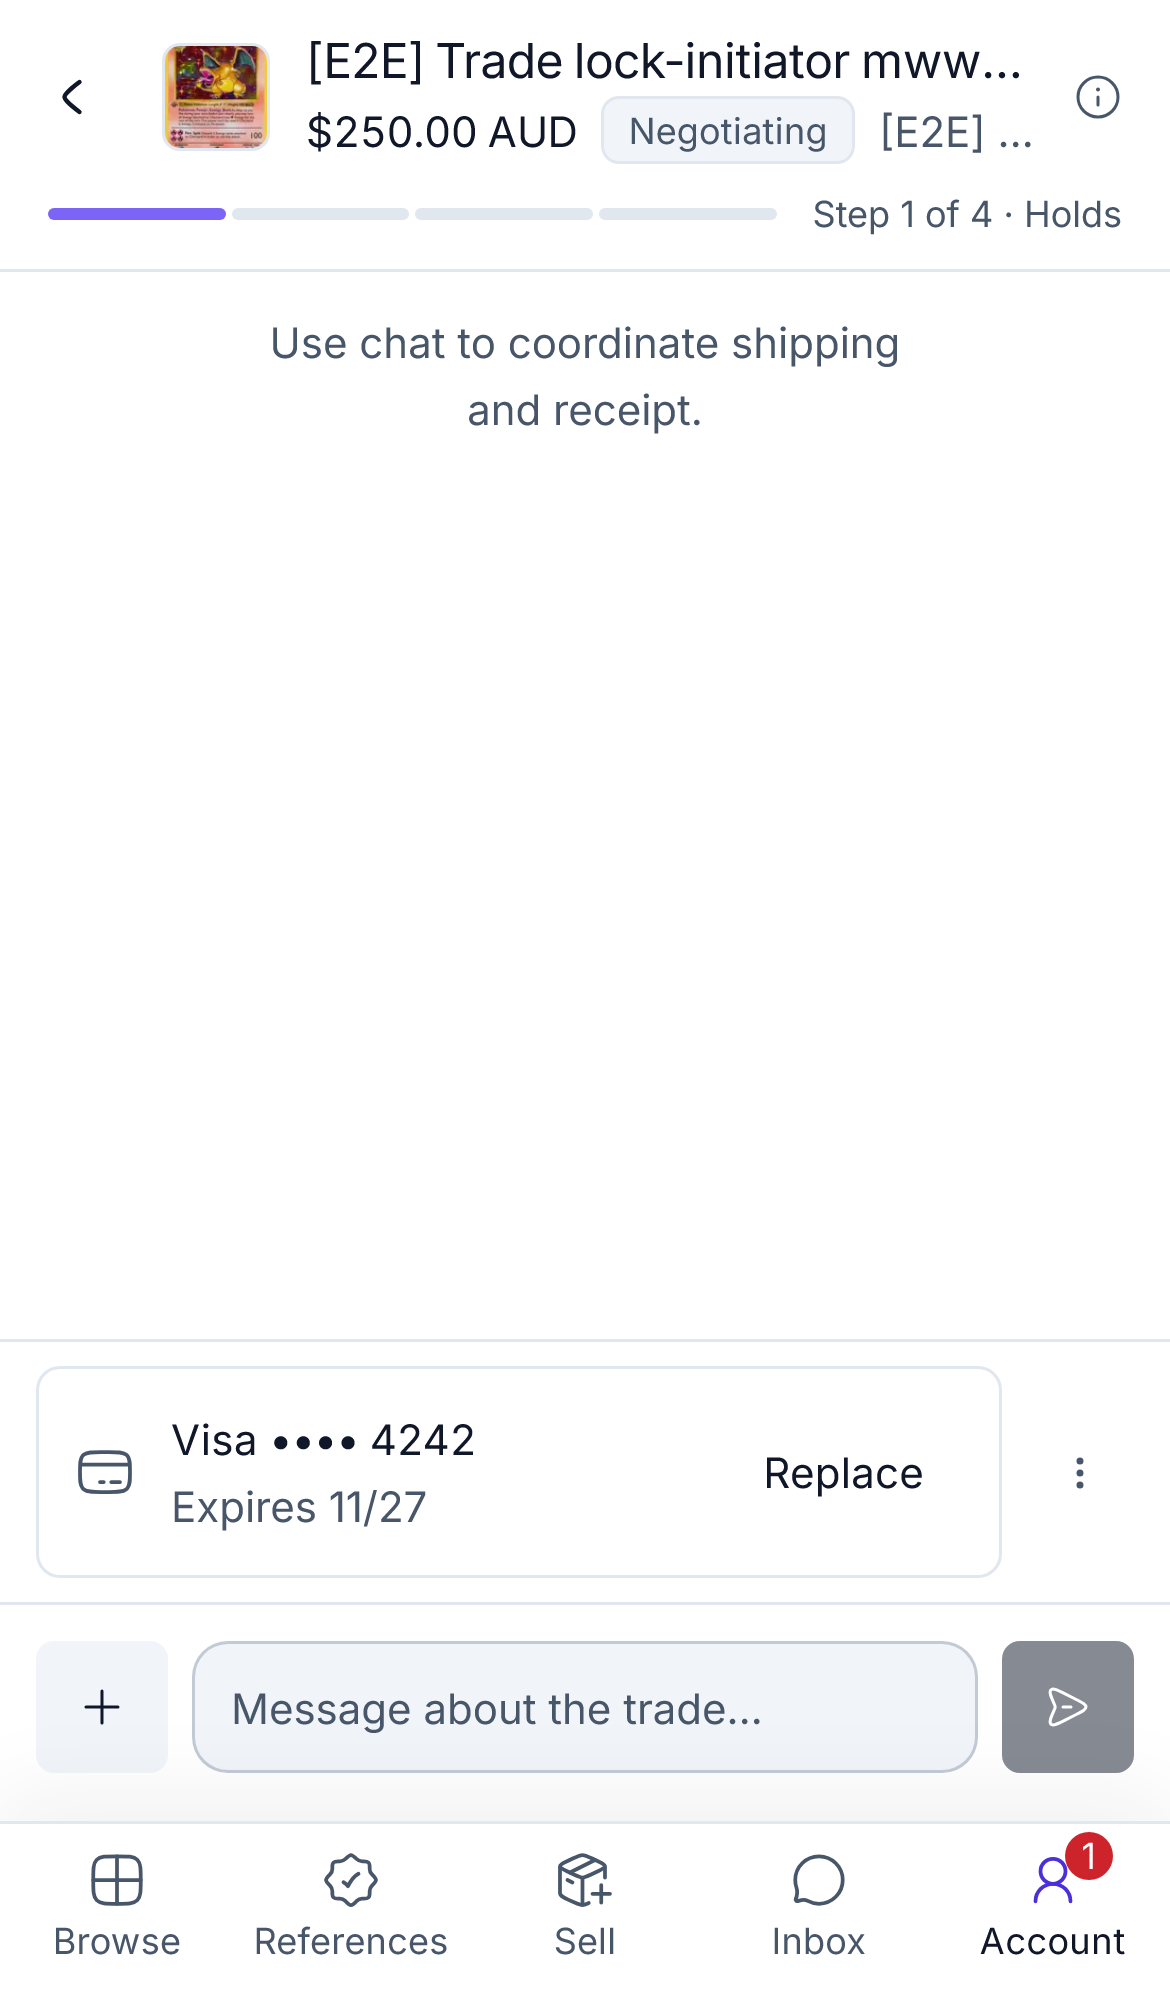 [E2E] Trade lock-initiator mww...
$250.00 AUD Negotiating [E2E] ...
Step 1 of 4 · Holds
Use chat to coordinate shipping
and receipt.
Visa •••• 4242
Expires 11/27
Replace
Message about the trade...
1
Browse References Sell Inbox Account